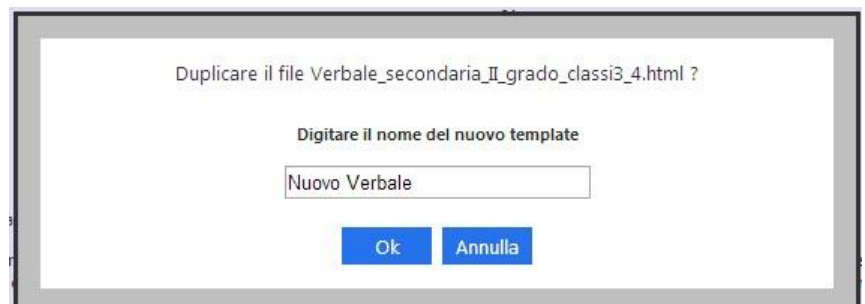 Duplicare il file Verbale_secondaria_II_grado_classi3_4.html ?
Digitare il nome del nuovo template
Nuovo Verbale
Ok Annulla